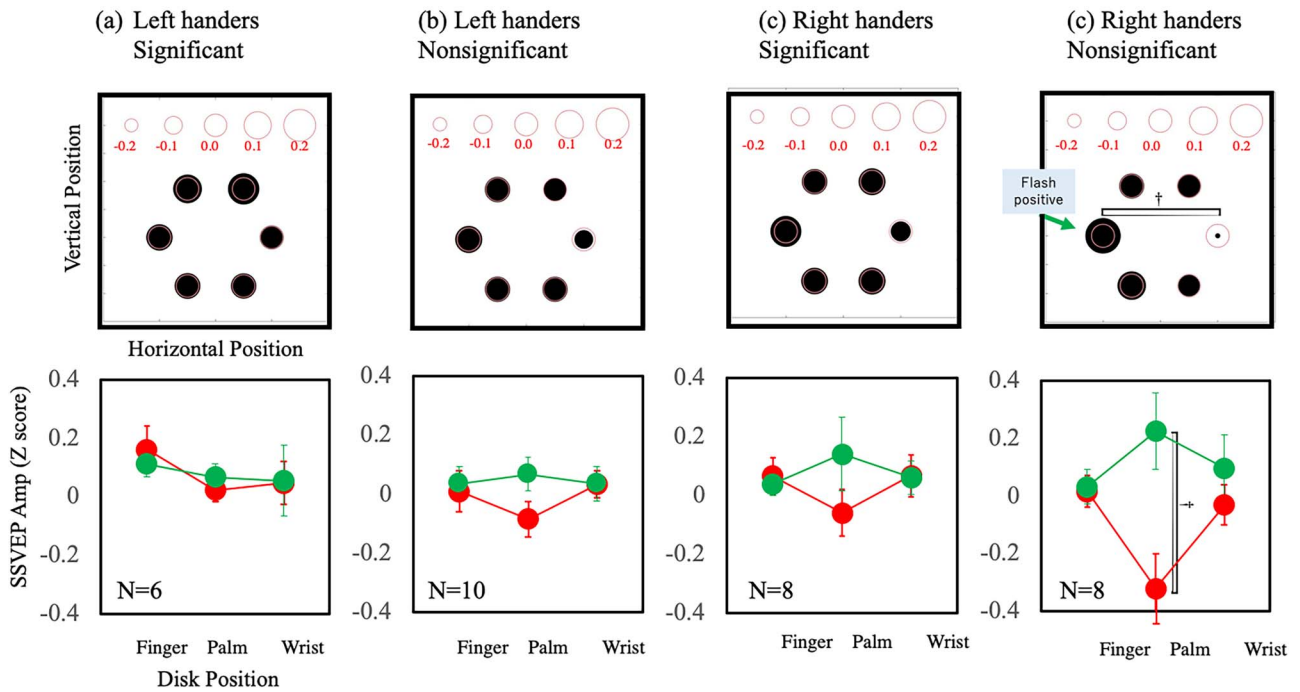 (a) Left handers
Significant
(b) Left handers
Nonsignificant
(c) Right handers
Significant
(c) Right handers
Nonsignificant
Vertical Position
-0.2 -0.1 0.0 0.1 0.2
-0.2 -0.1 0.0 0.1 0.2
-0.2 -0.1 0.0 0.1 0.2
-0.2 -0.1 0.0 0.1 0.2
Flash
positive
†
Horizontal Position
SSVEP Amp (Z score)
0.4
0.2
0
-0.2
-0.4
N=6
0.4
0.2
0
-0.2
-0.4
N=10
0.4
0.2
0
-0.2
-0.4
N=8
0.4
0.2
0
-0.2
-0.4
†
N=8
Finger Palm Wrist
Finger Palm Wrist
Finger Palm Wrist
Finger Palm Wrist
Disk Position